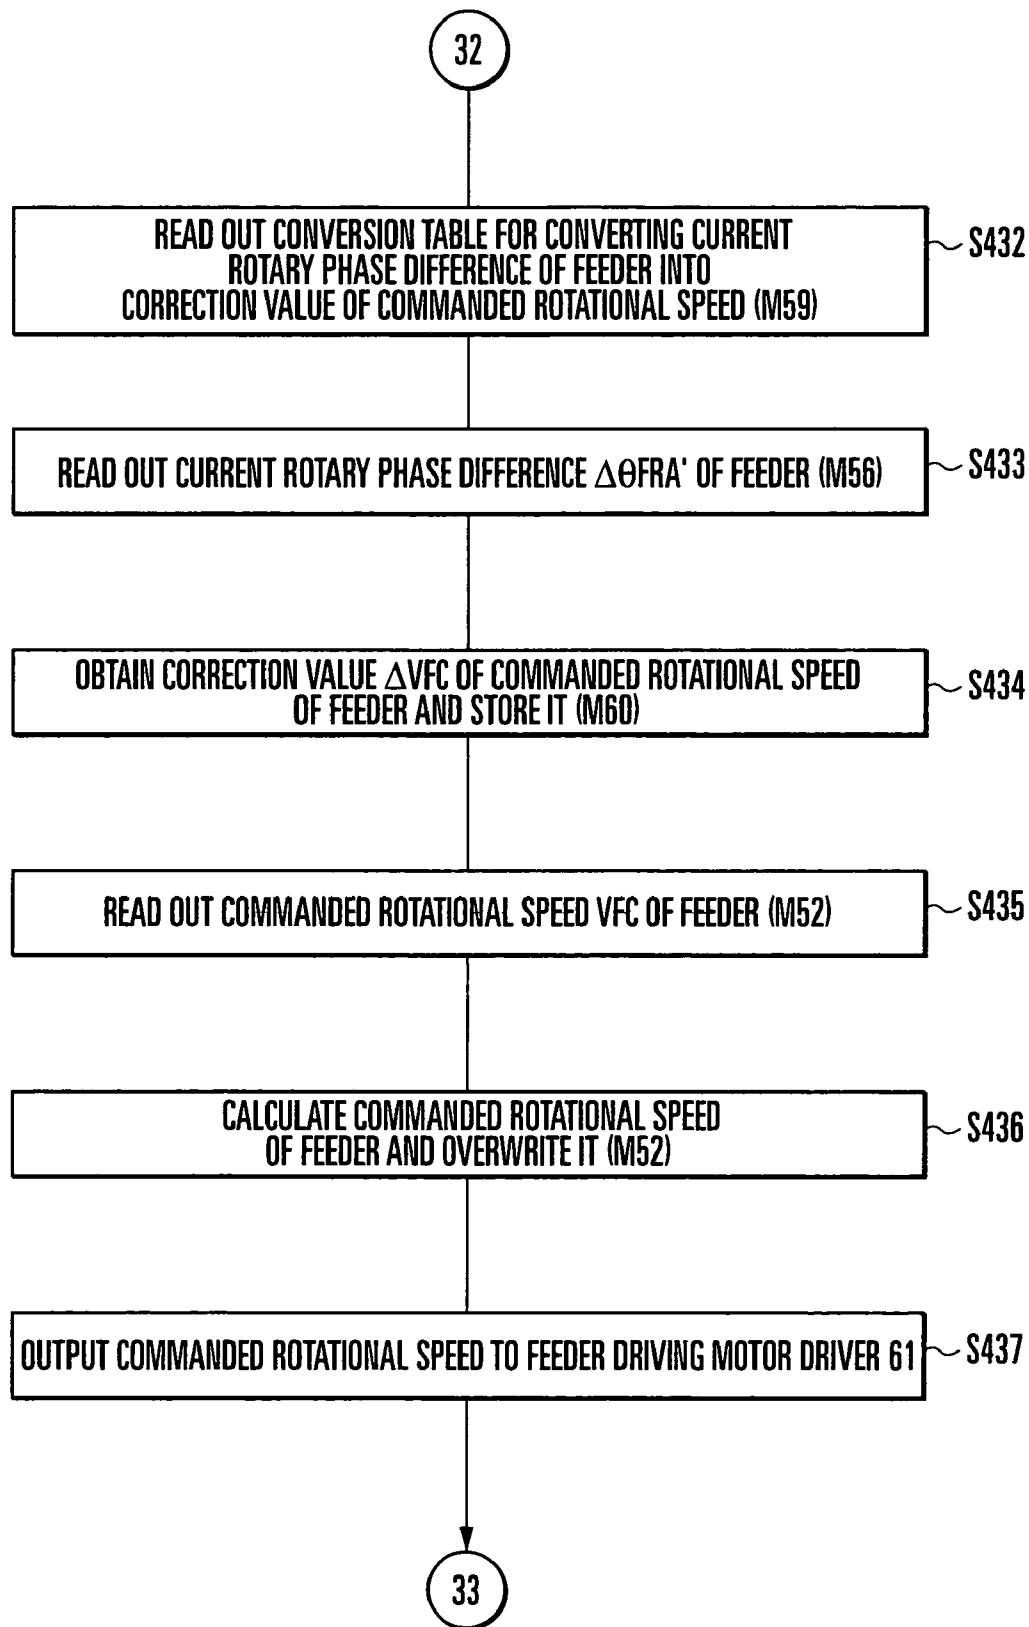 32
READ OUT CONVERSION TABLE FOR CONVERTING CURRENT
ROTARY PHASE DIFFERENCE OF FEEDER INTO
CORRECTION VALUE OF COMMANDED ROTATIONAL SPEED (M59)
S432
READ OUT CURRENT ROTARY PHASE DIFFERENCE ΔθFRA' OF FEEDER (M56)
S433
OBTAIN CORRECTION VALUE ΔVFC OF COMMANDED ROTATIONAL SPEED
OF FEEDER AND STORE IT (M60)
S434
READ OUT COMMANDED ROTATIONAL SPEED VFC OF FEEDER (M52)
S435
CALCULATE COMMANDED ROTATIONAL SPEED
OF FEEDER AND OVERWRITE IT (M52)
S436
OUTPUT COMMANDED ROTATIONAL SPEED TO FEEDER DRIVING MOTOR DRIVER 61
S437
33